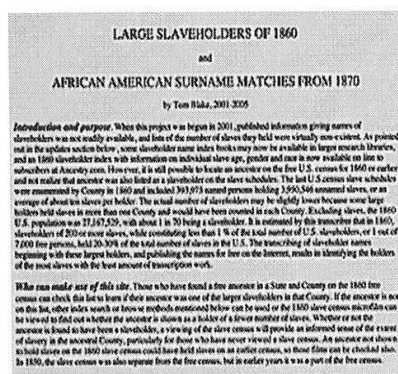 LARGE SLAVEHOLDERS OF 1860
and
AFRICAN AMERICAN SURNAME MATCHES FROM 1870
by Tom Blake, 2001-2005
Introduction and purpose. When this project was begun in 2001, published information giving names of
slaveholders was not readily available, and lists of the number of slaves they held were virtually non-existent. As pointed
out in the updates section below, some slaveholder name index books may now be available in larger research libraries,
and an 1860 slaveholder index with information on individual slave age, gender and race is now available on line to
subscribers at Ancestry.com. However, it is still possible to locate an ancestor on the free U.S. census for 1860 or earlier
and not realize that ancestor was also listed as a slaveholder on the slave schedules. The last U.S. census slave schedules
were enumerated by County in 1860 and included 393,975 named persons holding 3,950,546 unnamed slaves, or an
average of about ten slaves per holder. The actual number of slaveholders may be slightly lower because some large
holders held slaves in more than one County and would have been counted in each County. Excluding slaves, the 1860
U.S. population was 27,167,529, with about 1 in 70 being a slaveholder. It is estimated by this transcriber that in 1860,
slaveholders of 200 or more slaves, while constituting less than 1 % of the total number of U.S. slaveholders, or 1 out of
7,000 free persons, held 20-30% of the total number of slaves in the U.S. The transcribing of slaveholder names
beginning with these largest holders, and publishing the names for free on the Internet, results in identifying the holders
of the most slaves with the least amount of transcription work.
Who can make use of this site. Those who have found a free ancestor in a State and County on the 1860 free
census can check this list to learn if their ancestor was one of the larger slaveholders in that County. If the ancestor is not
on this list, other index search or browse methods mentioned below can be used or the 1860 slave census microfilm can
be viewed to find out whether the ancestor is shown as a holder of a fewer number of slaves. Whether or not the
ancestor is found to have been a slaveholder, a viewing of the slave census will provide an informed sense of the extent
of slavery in the ancestral County, particularly for those who have never viewed a slave census. An ancestor not shown
to hold slaves on the 1860 slave census could have held slaves on an earlier census, so those films can be checked also.
In 1850, the slave census was also separate from the free census, but in earlier years it was a part of the free census.